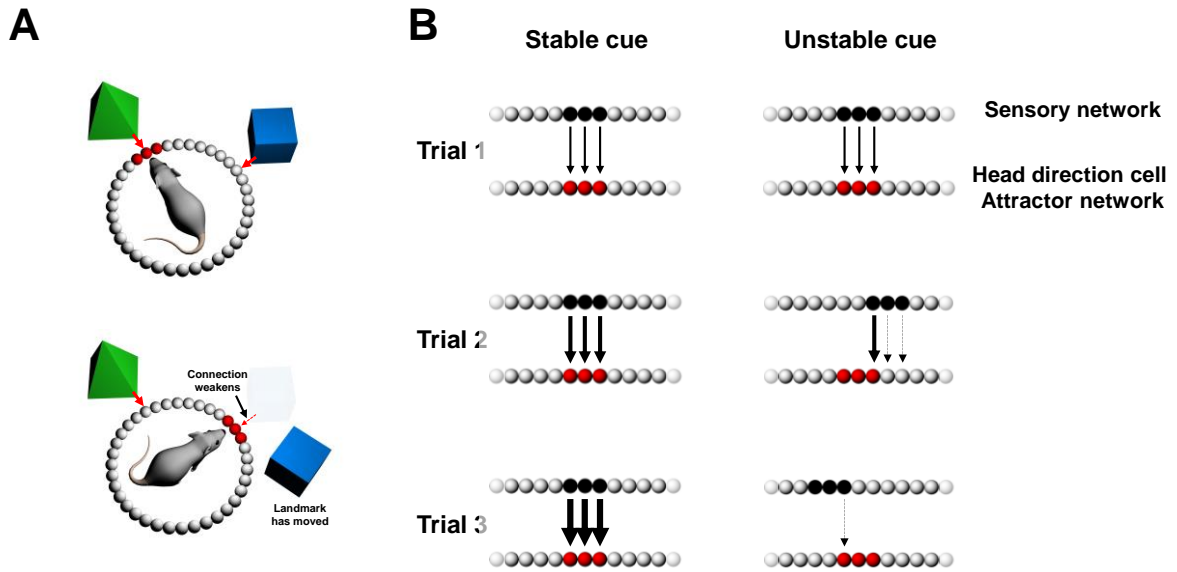 A
B
Stable cue
Unstable cue
Sensory network
Trial 1
Head direction cell
Attractor network
Connection
weakens
Trial 2
Landmark
has moved
Trial 3